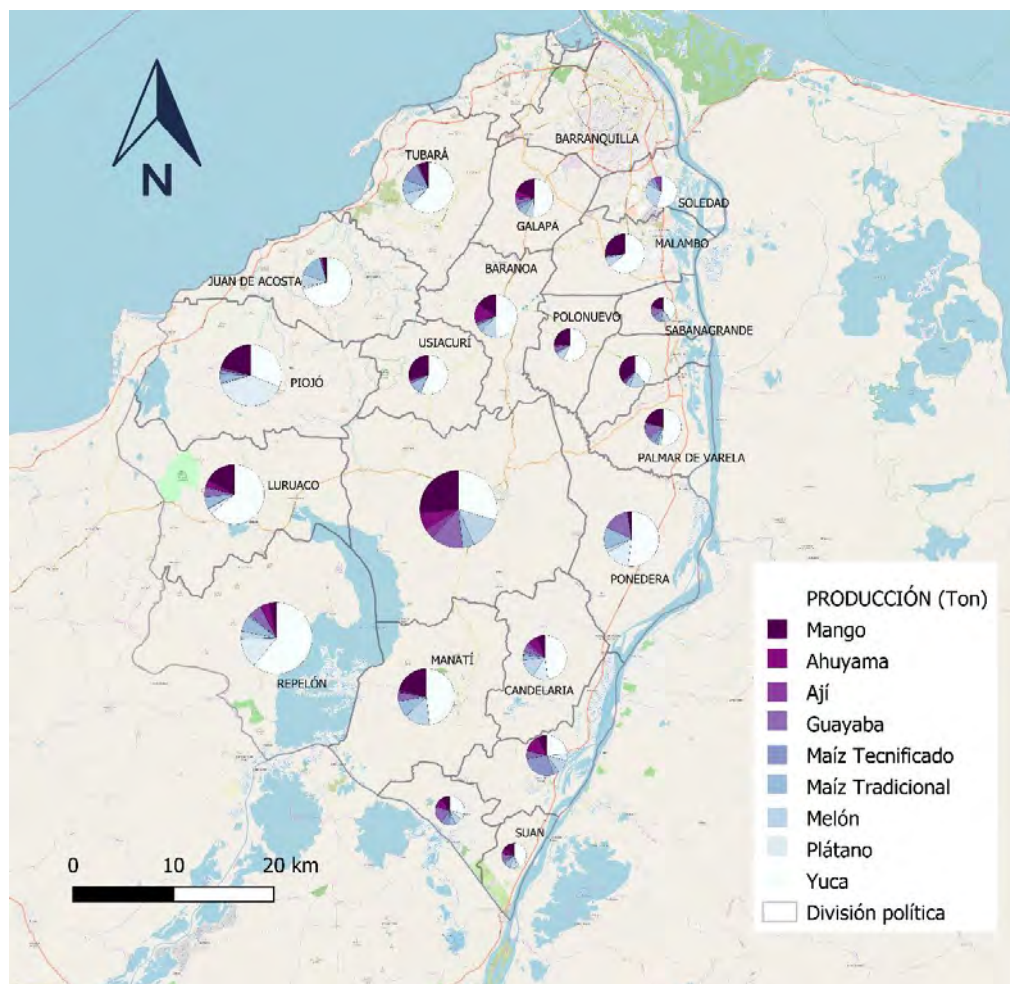 BARRANQUILLA
TUBARÁ
SOLEDAD
GALAPA
MALAMBO
N
JUAN DE ACOSTA
BARANOA
POLONUEVO
SABANAGRANDE
USIACURÍ
PIOJÓ
PALMAR DE VARELA
LURUACO
PONEDERA
MANATÍ
CANDELARIA
REPELÓN
SUAN
0 10 20 km
PRODUCCIÓN (Ton)
Mango
Ahuyama
Ají
Guayaba
Maíz Tecnificado
Maíz Tradicional
Melón
Plátano
Yuca
División política